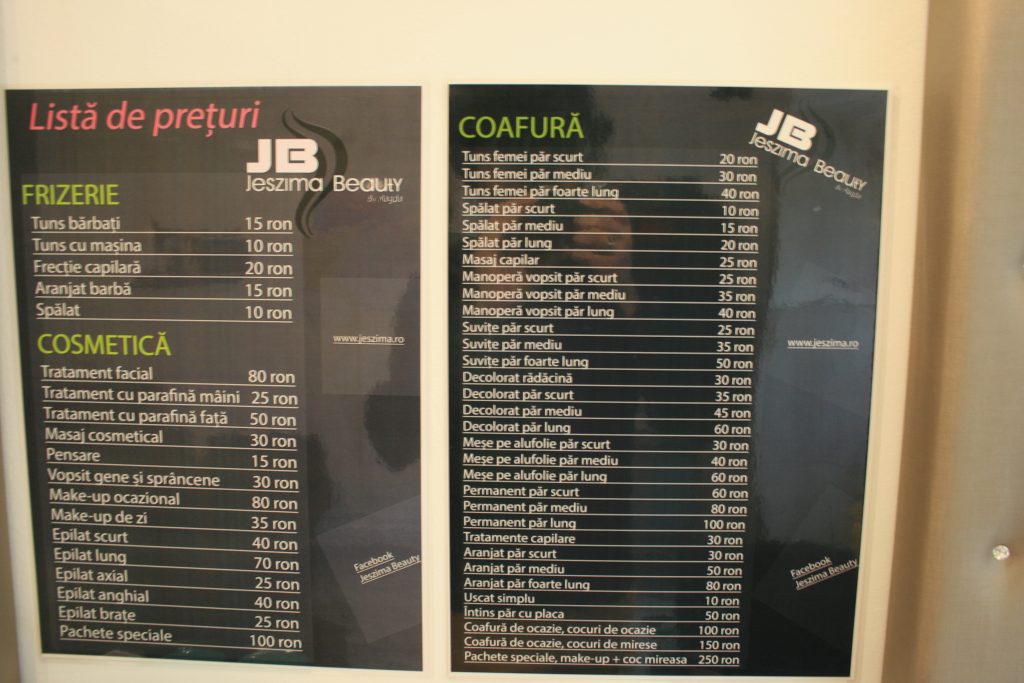 Listă de prețuri
JB
Jeszima Beauty
By Magda
FRIZERIE
Tuns bărbați 15 ron
Tuns cu mașina 10 ron
Frecție capilară 20 ron
Aranjat barbă 15 ron
Spălat 10 ron
www.jeszima.ro
COSMETICĂ
Tratament facial 80 ron
Tratament cu parafină mâini 25 ron
Tratament cu parafină față 50 ron
Masaj cosmetical 30 ron
Pensare 15 ron
Vopsit gene și sprâncene 30 ron
Make-up ocazional 80 ron
Make-up de zi 35 ron
Epilat scurt 40 ron
Epilat lung 70 ron
Epilat axial 25 ron
Epilat anghial 40 ron
Epilat brațe 25 ron
Pachete speciale 100 ron
Facebook
Jeszima Beauty
COAFURĂ
JB
Jeszima Beauty
By Magda
Tuns femei păr scurt 20 ron
Tuns femei păr mediu 30 ron
Tuns femei păr foarte lung 40 ron
Spălat păr scurt 10 ron
Spălat păr mediu 15 ron
Spălat păr lung 20 ron
Masaj capilar 25 ron
Manoperă vopsit păr scurt 25 ron
Manoperă vopsit păr mediu 35 ron
Manoperă vopsit păr lung 40 ron
Suvițe păr scurt 25 ron
Suvițe păr mediu 35 ron
Suvițe păr foarte lung 50 ron
Decolorat rădăcină 30 ron
Decolorat păr scurt 35 ron
Decolorat păr mediu 45 ron
Decolorat păr lung 60 ron
Meșe pe alufolie păr scurt 30 ron
Meșe pe alufolie păr mediu 40 ron
Meșe pe alufolie păr lung 60 ron
Permanent păr scurt 60 ron
Permanent păr mediu 80 ron
Permanent păr lung 100 ron
Tratamente capilare 30 ron
Aranjat păr scurt 30 ron
Aranjat păr mediu 50 ron
Aranjat păr foarte lung 80 ron
Uscat simplu 10 ron
Întins păr cu placa 50 ron
Coafură de ocazie, cocuri de ocazie 100 ron
Coafură de ocazie, cocuri de mirese 150 ron
Pachete speciale, make-up + coc mireasa 250 ron
www.jeszima.ro
Facebook
Jeszima Beauty